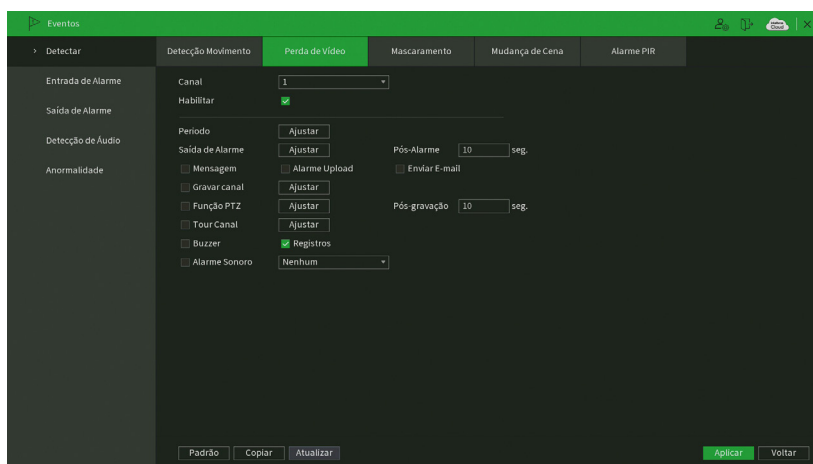 Eventos
Cloud
Detectar
Detecção Movimento Perda de Vídeo Mascaramento Mudança de Cena Alarme PIR
Entrada de Alarme
Saída de Alarme
Detecção de Áudio
Anormalidade
Canal 1
Habilitar
Periodo Ajustar
Saída de Alarme Ajustar Pós-Alarme 10 seg.
Mensagem Alarme Upload Enviar E-mail
Gravar canal Ajustar
Função PTZ Ajustar Pós-gravação 10 seg.
Tour Canal Ajustar
Buzzer Registros
Alarme Sonoro Nenhum
Padrão Copiar Atualizar Aplicar Voltar